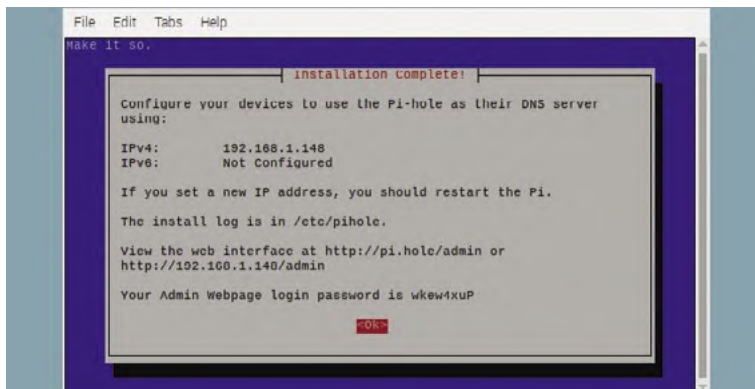 File Edit Tabs Help
Make it so.
Installation Complete!
Configure your devices to use the Pi-hole as their DNS server
using:
IPv4: 192.168.1.148
IPv6: Not Configured
If you set a new IP address, you should restart the Pi.
The install log is in /etc/pihole.
View the web interface at http://pi.hole/admin or
http://192.168.1.148/admin
Your Admin Webpage login password is wkew4xuP
<Ok>